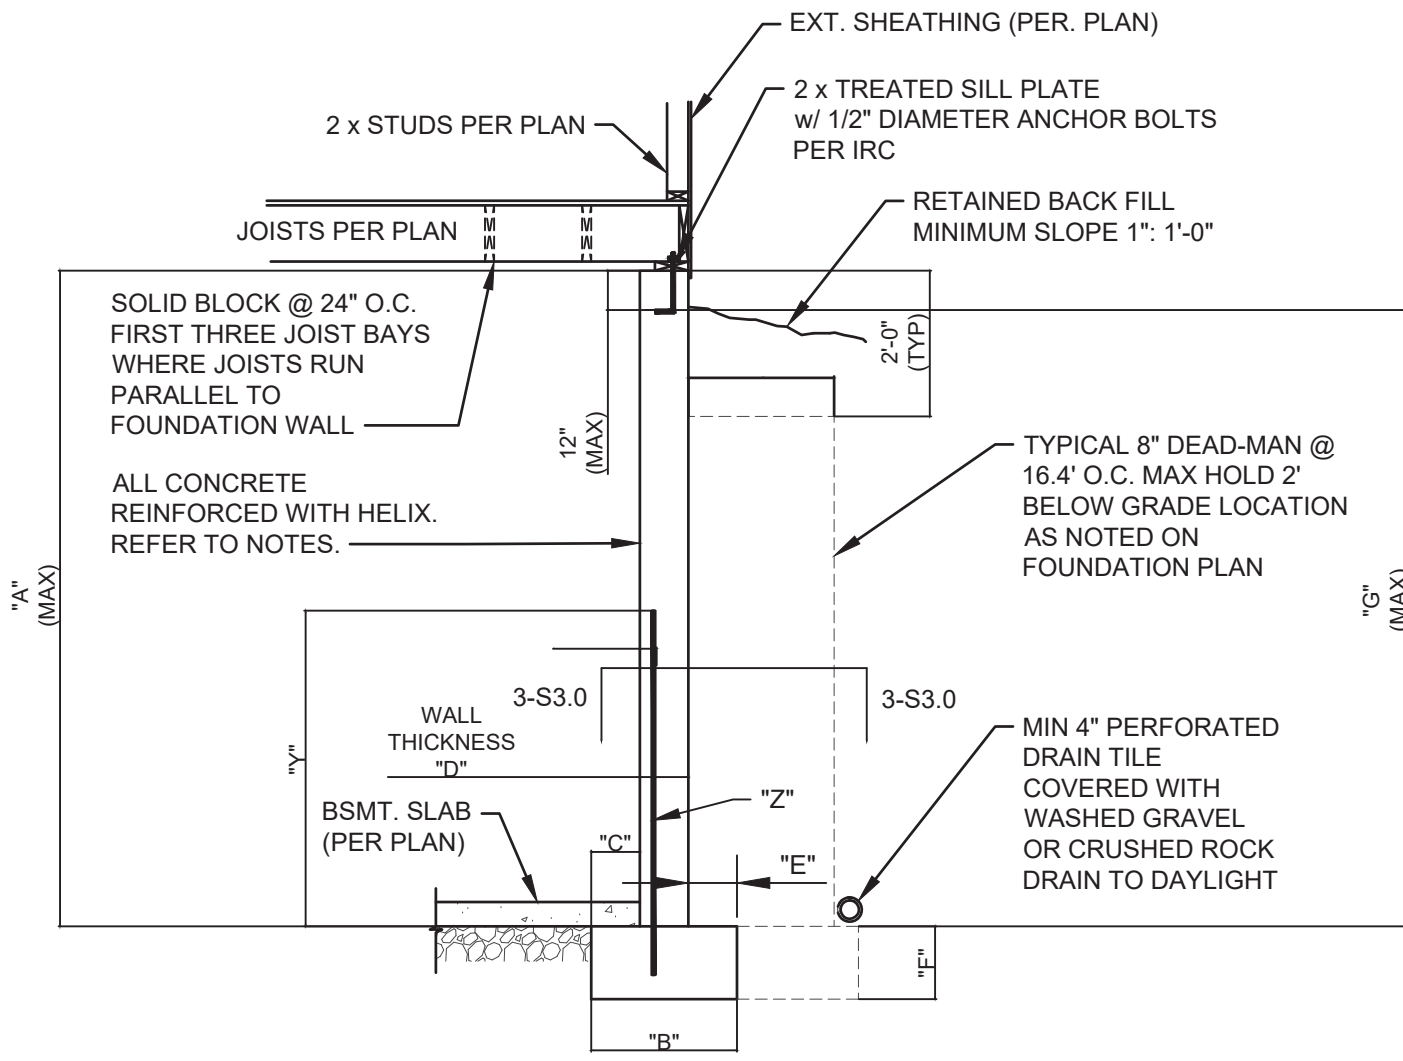 EXT. SHEATHING (PER. PLAN)
2 x TREATED SILL PLATE
w/ 1/2" DIAMETER ANCHOR BOLTS
PER IRC
2 x STUDS PER PLAN
RETAINED BACK FILL
MINIMUM SLOPE 1": 1'-0"
JOISTS PER PLAN
SOLID BLOCK @ 24" O.C.
FIRST THREE JOIST BAYS
WHERE JOISTS RUN
PARALLEL TO
FOUNDATION WALL
2'-0"
(TYP)
12"
(MAX)
TYPICAL 8" DEAD-MAN @
16.4' O.C. MAX HOLD 2'
BELOW GRADE LOCATION
AS NOTED ON
FOUNDATION PLAN
ALL CONCRETE
REINFORCED WITH HELIX.
REFER TO NOTES.
"A"
(MAX)
"G"
(MAX)
3-S3.0
3-S3.0
WALL
THICKNESS
"D"
"Y"
"Z"
MIN 4" PERFORATED
DRAIN TILE
COVERED WITH
WASHED GRAVEL
OR CRUSHED ROCK
DRAIN TO DAYLIGHT
BSMT. SLAB
(PER PLAN)
"C"
"E"
"F"
"B"